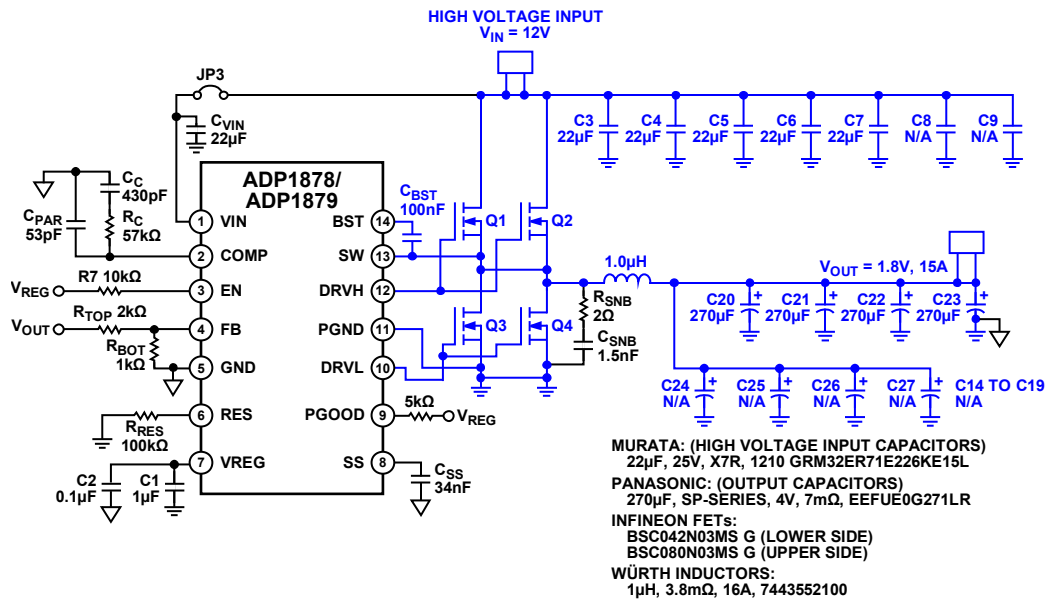 HIGH VOLTAGE INPUT
VIN = 12V
JP3
CVIN
22µF
C3
22µF
C4
22µF
C5
22µF
C6
22µF
C7
22µF
C8
N/A
C9
N/A
ADP1878/
ADP1879
CC
430pF
RC
57kΩ
CPAR
53pF
CBST
100nF
1 VIN
BST 14
2 COMP
SW 13
R7 10kΩ
VREG
3 EN
DRVH 12
RTOP 2kΩ
VOUT
4 FB
PGND 11
RBOT
1kΩ
5 GND
DRVL 10
6 RES
PGOOD 9
5kΩ
VREG
RRES
100kΩ
7 VREG
SS 8
C2
0.1µF
C1
1µF
CSS
34nF
Q1
Q2
Q3
Q4
1.0µH
RSNB
2Ω
CSNB
1.5nF
VOUT = 1.8V, 15A
C20
270µF
C21
270µF
C22
270µF
C23
270µF
C24
N/A
C25
N/A
C26
N/A
C27
N/A
C14 TO C19
N/A
MURATA: (HIGH VOLTAGE INPUT CAPACITORS)
22µF, 25V, X7R, 1210 GRM32ER71E226KE15L
PANASONIC: (OUTPUT CAPACITORS)
270µF, SP-SERIES, 4V, 7mΩ, EEFUE0G271LR
INFINEON FETs:
BSC042N03MS G (LOWER SIDE)
BSC080N03MS G (UPPER SIDE)
WÜRTH INDUCTORS:
1µH, 3.8mΩ, 16A, 7443552100